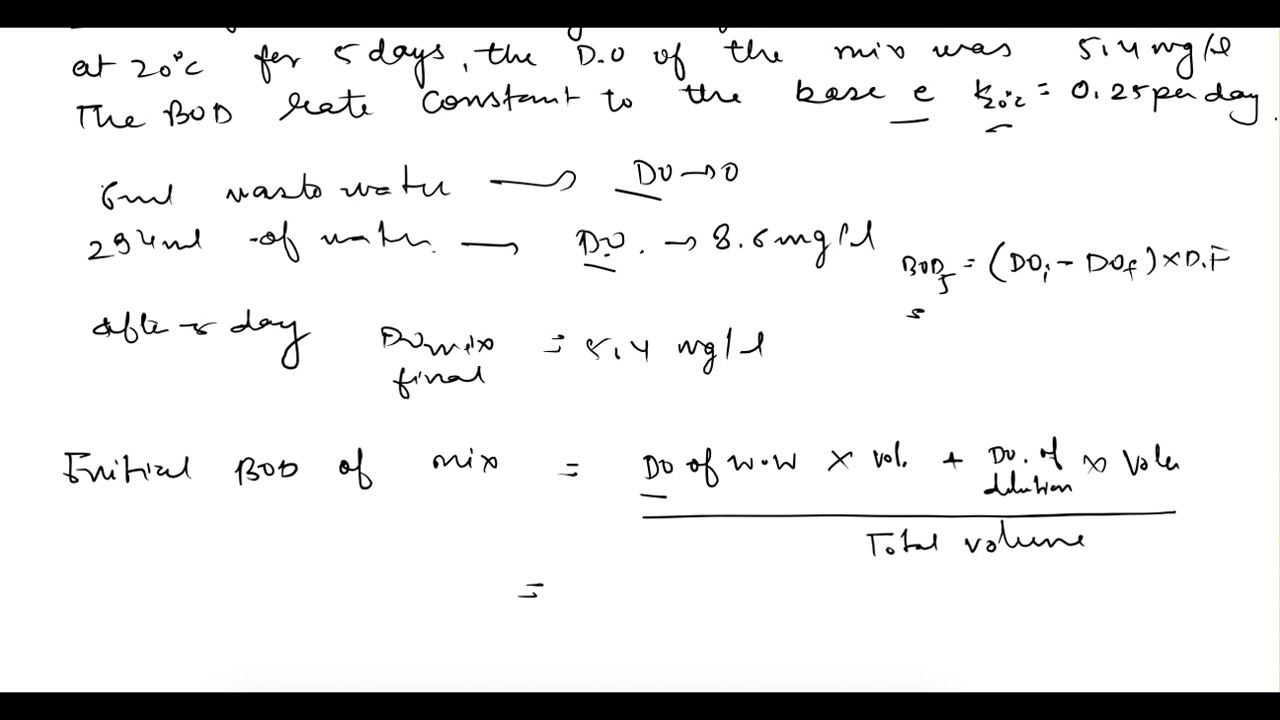 at 20°c for 5 days, the D.O of the mix was 5.4 mg/l
The BOD rate constant to the base e k20°c = 0.25 per day.
6ml waste water → DO → 0
294ml of water. → D.O. → 8.6 mg/l
BOD5 = (DOi - DOf) x D.F
After 5 day DOmix final = 5.4 mg/l
Initial BOD of mix = DO of W.W x vol. + DO. of dilution x Volu
Total volume
=